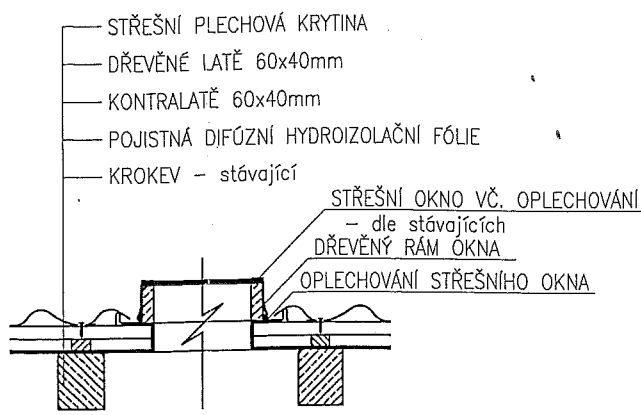 STŘEŠNÍ PLECHOVÁ KRYTINA
DŘEVĚNÉ LATĚ 60x40mm
KONTRALATĚ 60x40mm
POJISTNÁ DIFÚZNÍ HYDROIZOLAČNÍ FÓLIE
KROKEV – stávající
STŘEŠNÍ OKNO VČ. OPLECHOVÁNÍ
– dle stávajících
DŘEVĚNÝ RÁM OKNA
OPLECHOVÁNÍ STŘEŠNÍHO OKNA